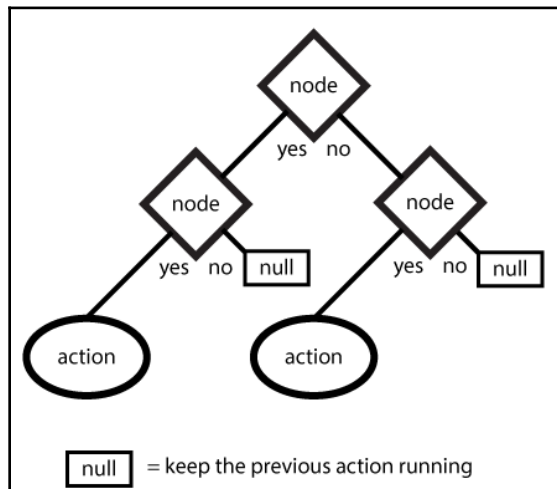 node
yes no
node
node
yes no
null
yes no
null
action
action
null = keep the previous action running